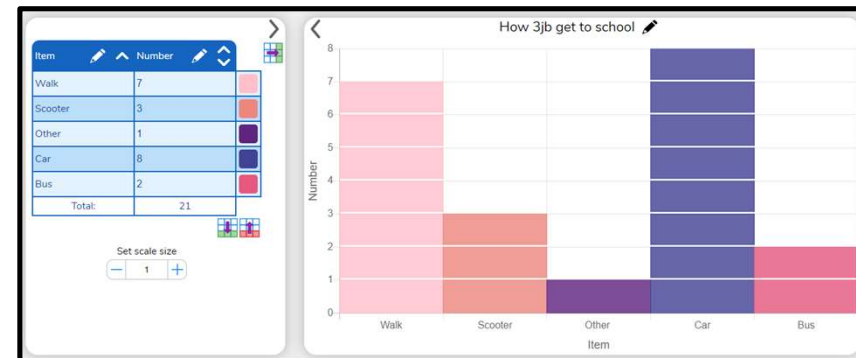 Item Number
Walk 7
Scooter 3
Other 1
Car 8
Bus 2
Total: 21
Set scale size
1
How 3jb get to school
8
7
6
5
4
3
2
1
0
Number
Walk Scooter Other Car Bus
Item